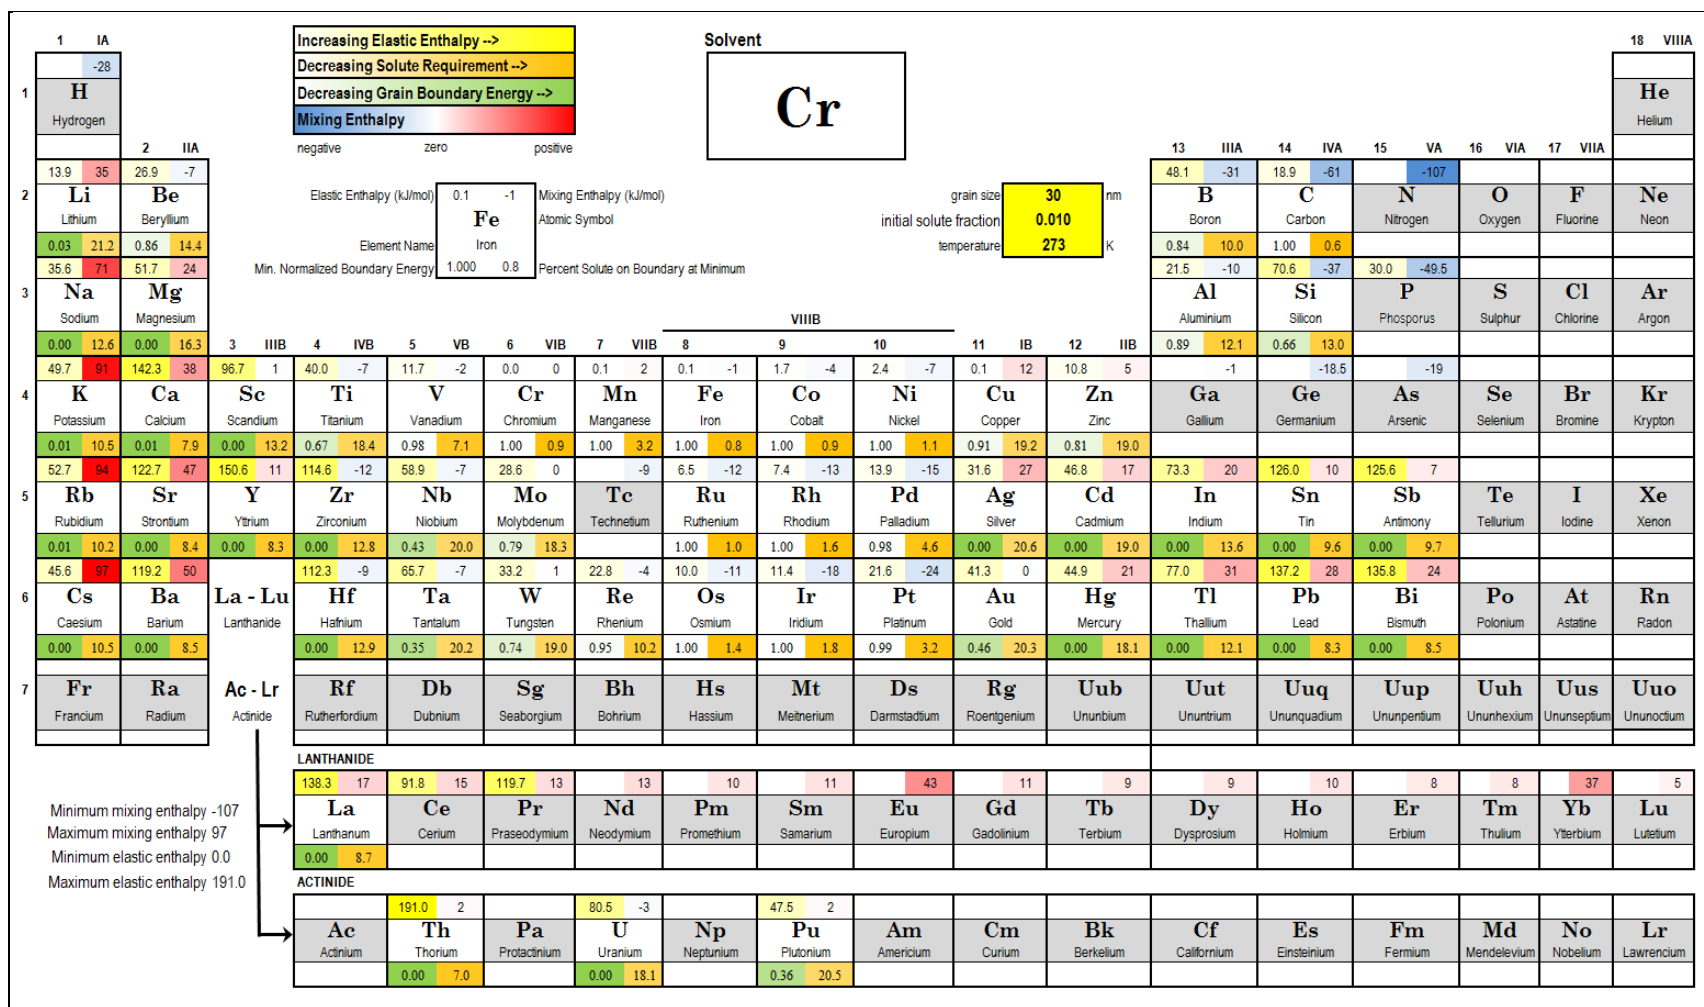 1 IA
Increasing Elastic Enthalpy -->
Solvent
18 VIIIA
-28
Decreasing Solute Requirement -->
1 H
Decreasing Grain Boundary Energy -->
Cr
He
Hydrogen
Mixing Enthalpy
Helium
2 IIA
negative zero positive
13 IIIA 14 IVA 15 VA 16 VIA 17 VIIA
13.9 35 26.9 -7
48.1 -31 18.9 -61 -107
2 Li Be
Elastic Enthalpy (kJ/mol) 0.1 -1 Mixing Enthalpy (kJ/mol)
grain size 30 nm
B C N O F Ne
Lithium Beryllium
Fe Atomic Symbol
initial solute fraction 0.010
Boron Carbon Nitrogen Oxygen Fluorine Neon
0.03 21.2 0.86 14.4
Element Name Iron
temperature 273 K
0.84 10.0 1.00 0.6
35.6 71 51.7 24
Min. Normalized Boundary Energy 1.000 0.8 Percent Solute on Boundary at Minimum
21.5 -10 70.6 -37 30.0 -49.5
3 Na Mg Al Si P S Cl Ar
Sodium Magnesium VIIIB Aluminium Silicon Phosporus Sulphur Chlorine Argon
0.00 12.6 0.00 16.3 3 IIIB 4 IVB 5 VB 6 VIB 7 VIIB 8 9 10 11 IB 12 IIB 0.89 12.1 0.66 13.0
49.7 91 142.3 38 96.7 1 40.0 -7 11.7 -2 0.0 0 0.1 2 0.1 -1 1.7 -4 2.4 -7 0.1 12 10.8 5 -1 -18.5 -19
4 K Ca Sc Ti V Cr Mn Fe Co Ni Cu Zn Ga Ge As Se Br Kr
Potassium Calcium Scandium Titanium Vanadium Chromium Manganese Iron Cobalt Nickel Copper Zinc Gallium Germanium Arsenic Selenium Bromine Krypton
0.01 10.5 0.01 7.9 0.00 13.2 0.67 18.4 0.98 7.1 1.00 0.9 1.00 3.2 1.00 0.8 1.00 0.9 1.00 1.1 0.91 19.2 0.81 19.0
52.7 94 122.7 47 150.6 11 114.6 -12 58.9 -7 28.6 0 -9 6.5 -12 7.4 -13 13.9 -15 31.6 27 46.8 17 73.3 20 126.0 10 125.6 7
5 Rb Sr Y Zr Nb Mo Tc Ru Rh Pd Ag Cd In Sn Sb Te I Xe
Rubidium Strontium Yttrium Zirconium Niobium Molybdenum Technetium Ruthenium Rhodium Palladium Silver Cadmium Indium Tin Antimony Tellurium Iodine Xenon
0.01 10.2 0.00 8.4 0.00 8.3 0.00 12.8 0.43 20.0 0.79 18.3 1.00 1.0 1.00 1.6 0.98 4.6 0.00 20.6 0.00 19.0 0.00 13.6 0.00 9.6 0.00 9.7
45.6 97 119.2 50 112.3 -9 65.7 -7 33.2 1 22.8 -4 10.0 -11 11.4 -18 21.6 -24 41.3 0 44.9 21 77.0 31 137.2 28 135.8 24
6 Cs Ba La - Lu Hf Ta W Re Os Ir Pt Au Hg Tl Pb Bi Po At Rn
Caesium Barium Lanthanide Hafnium Tantalum Tungsten Rhenium Osmium Iridium Platinum Gold Mercury Thallium Lead Bismuth Polonium Astatine Radon
0.00 10.5 0.00 8.5 0.00 12.9 0.35 20.2 0.74 19.0 0.95 10.2 1.00 1.4 1.00 1.8 0.99 3.2 0.46 20.3 0.00 18.1 0.00 12.1 0.00 8.3 0.00 8.5
7 Fr Ra Ac - Lr Rf Db Sg Bh Hs Mt Ds Rg Uub Uut Uuq Uup Uuh Uus Uuo
Francium Radium Actinide Rutherfordium Dubnium Seaborgium Bohrium Hassium Meitnerium Darmstadtium Roentgenium Ununbium Ununtrium Ununquadium Ununpentium Ununhexium Ununseptium Ununoctium
LANTHANIDE
138.3 17 91.8 15 119.7 13 13 10 11 43 11 9 9 10 8 8 37 5
La Ce Pr Nd Pm Sm Eu Gd Tb Dy Ho Er Tm Yb Lu
Lanthanum Cerium Praseodymium Neodymium Promethium Samarium Europium Gadolinium Terbium Dysprosium Holmium Erbium Thulium Ytterbium Lutetium
0.00 8.7
Minimum mixing enthalpy -107
Maximum mixing enthalpy 97
Minimum elastic enthalpy 0.0
Maximum elastic enthalpy 191.0
ACTINIDE
191.0 2 80.5 -3 47.5 2
Ac Th Pa U Np Pu Am Cm Bk Cf Es Fm Md No Lr
Actinium Thorium Protactinium Uranium Neptunium Plutonium Americium Curium Berkelium Californium Einsteinium Fermium Mendelevium Nobelium Lawrencium
0.00 7.0 0.00 18.1 0.36 20.5